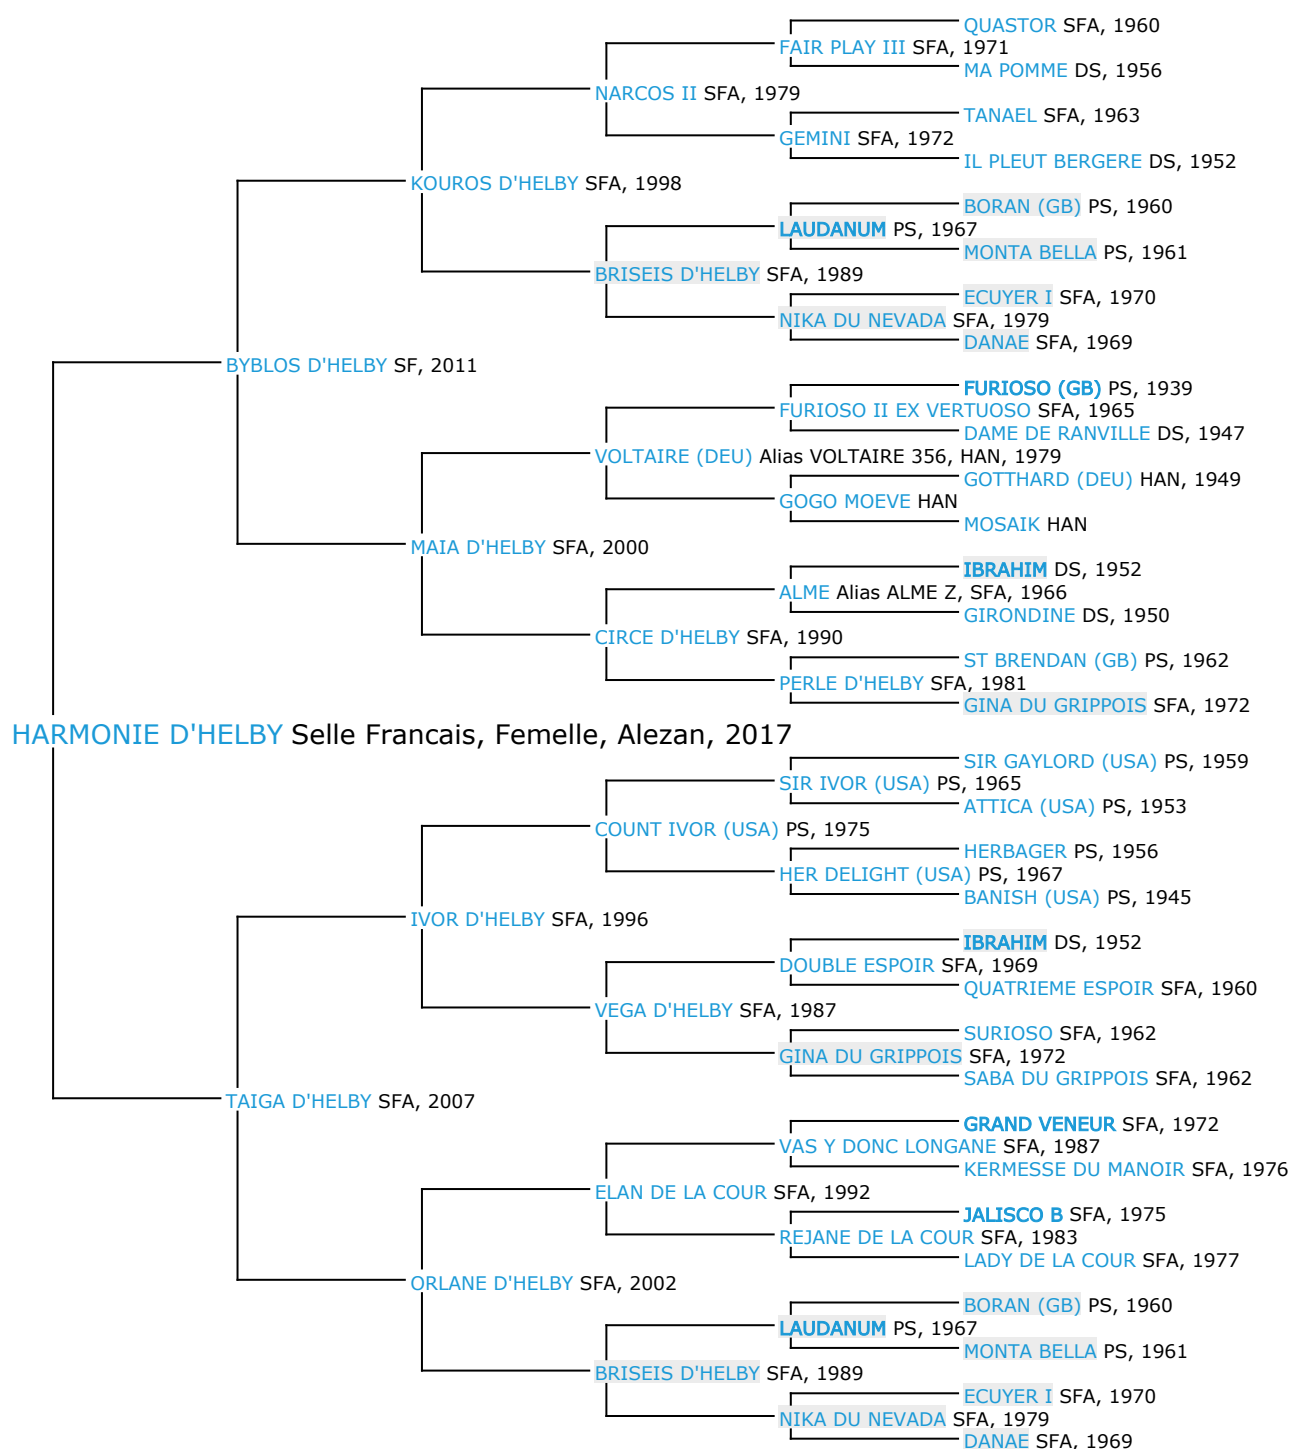 QUASTOR SFA, 1960
FAIR PLAY III SFA, 1971
MA POMME DS, 1956
NARCOS II SFA, 1979
TANAEL SFA, 1963
GEMINI SFA, 1972
IL PLEUT BERGERE DS, 1952
KOUROS D'HELBY SFA, 1998
BORAN (GB) PS, 1960
LAUDANUM PS, 1967
MONTA BELLA PS, 1961
BRISEIS D'HELBY SFA, 1989
ECUYER I SFA, 1970
NIKA DU NEVADA SFA, 1979
DANAE SFA, 1969
BYBLOS D'HELBY SF, 2011
FURIOSO (GB) PS, 1939
FURIOSO II EX VERTUOSO SFA, 1965
DAME DE RANVILLE DS, 1947
VOLTAIRE (DEU) Alias VOLTAIRE 356, HAN, 1979
GOTTHARD (DEU) HAN, 1949
GOGO MOEVE HAN
MOSAIK HAN
MAIA D'HELBY SFA, 2000
IBRAHIM DS, 1952
ALME Alias ALME Z, SFA, 1966
GIRONDINE DS, 1950
CIRCE D'HELBY SFA, 1990
ST BRENDAN (GB) PS, 1962
PERLE D'HELBY SFA, 1981
GINA DU GRIPPOIS SFA, 1972
HARMONIE D'HELBY Selle Francais, Femelle, Alezan, 2017
SIR GAYLORD (USA) PS, 1959
SIR IVOR (USA) PS, 1965
ATTICA (USA) PS, 1953
COUNT IVOR (USA) PS, 1975
HERBAGER PS, 1956
HER DELIGHT (USA) PS, 1967
BANISH (USA) PS, 1945
IVOR D'HELBY SFA, 1996
IBRAHIM DS, 1952
DOUBLE ESPOIR SFA, 1969
QUATRIEME ESPOIR SFA, 1960
VEGA D'HELBY SFA, 1987
SURIOSO SFA, 1962
GINA DU GRIPPOIS SFA, 1972
SABA DU GRIPPOIS SFA, 1962
TAIGA D'HELBY SFA, 2007
GRAND VENEUR SFA, 1972
VAS Y DONC LONGANE SFA, 1987
KERMESSE DU MANOIR SFA, 1976
ELAN DE LA COUR SFA, 1992
JALISCO B SFA, 1975
REJANE DE LA COUR SFA, 1983
LADY DE LA COUR SFA, 1977
ORLANE D'HELBY SFA, 2002
BORAN (GB) PS, 1960
LAUDANUM PS, 1967
MONTA BELLA PS, 1961
BRISEIS D'HELBY SFA, 1989
ECUYER I SFA, 1970
NIKA DU NEVADA SFA, 1979
DANAE SFA, 1969